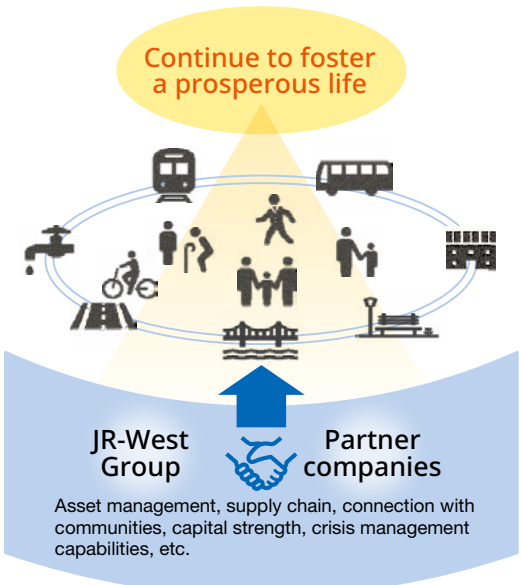 Continue to foster
a prosperous life
JR-West
Group
Partner
companies
Asset management, supply chain, connection with
communities, capital strength, crisis management
capabilities, etc.